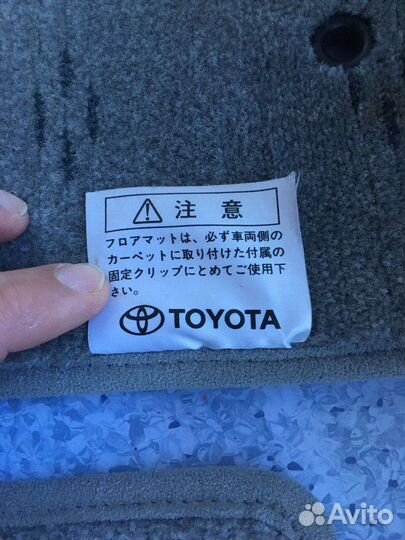 ⚠ 注意
フロアマットは、必ず車両側の
カーペットに取り付けた付属の
固定クリップにとめてご使用下
さい。
TOYOTA
Avito